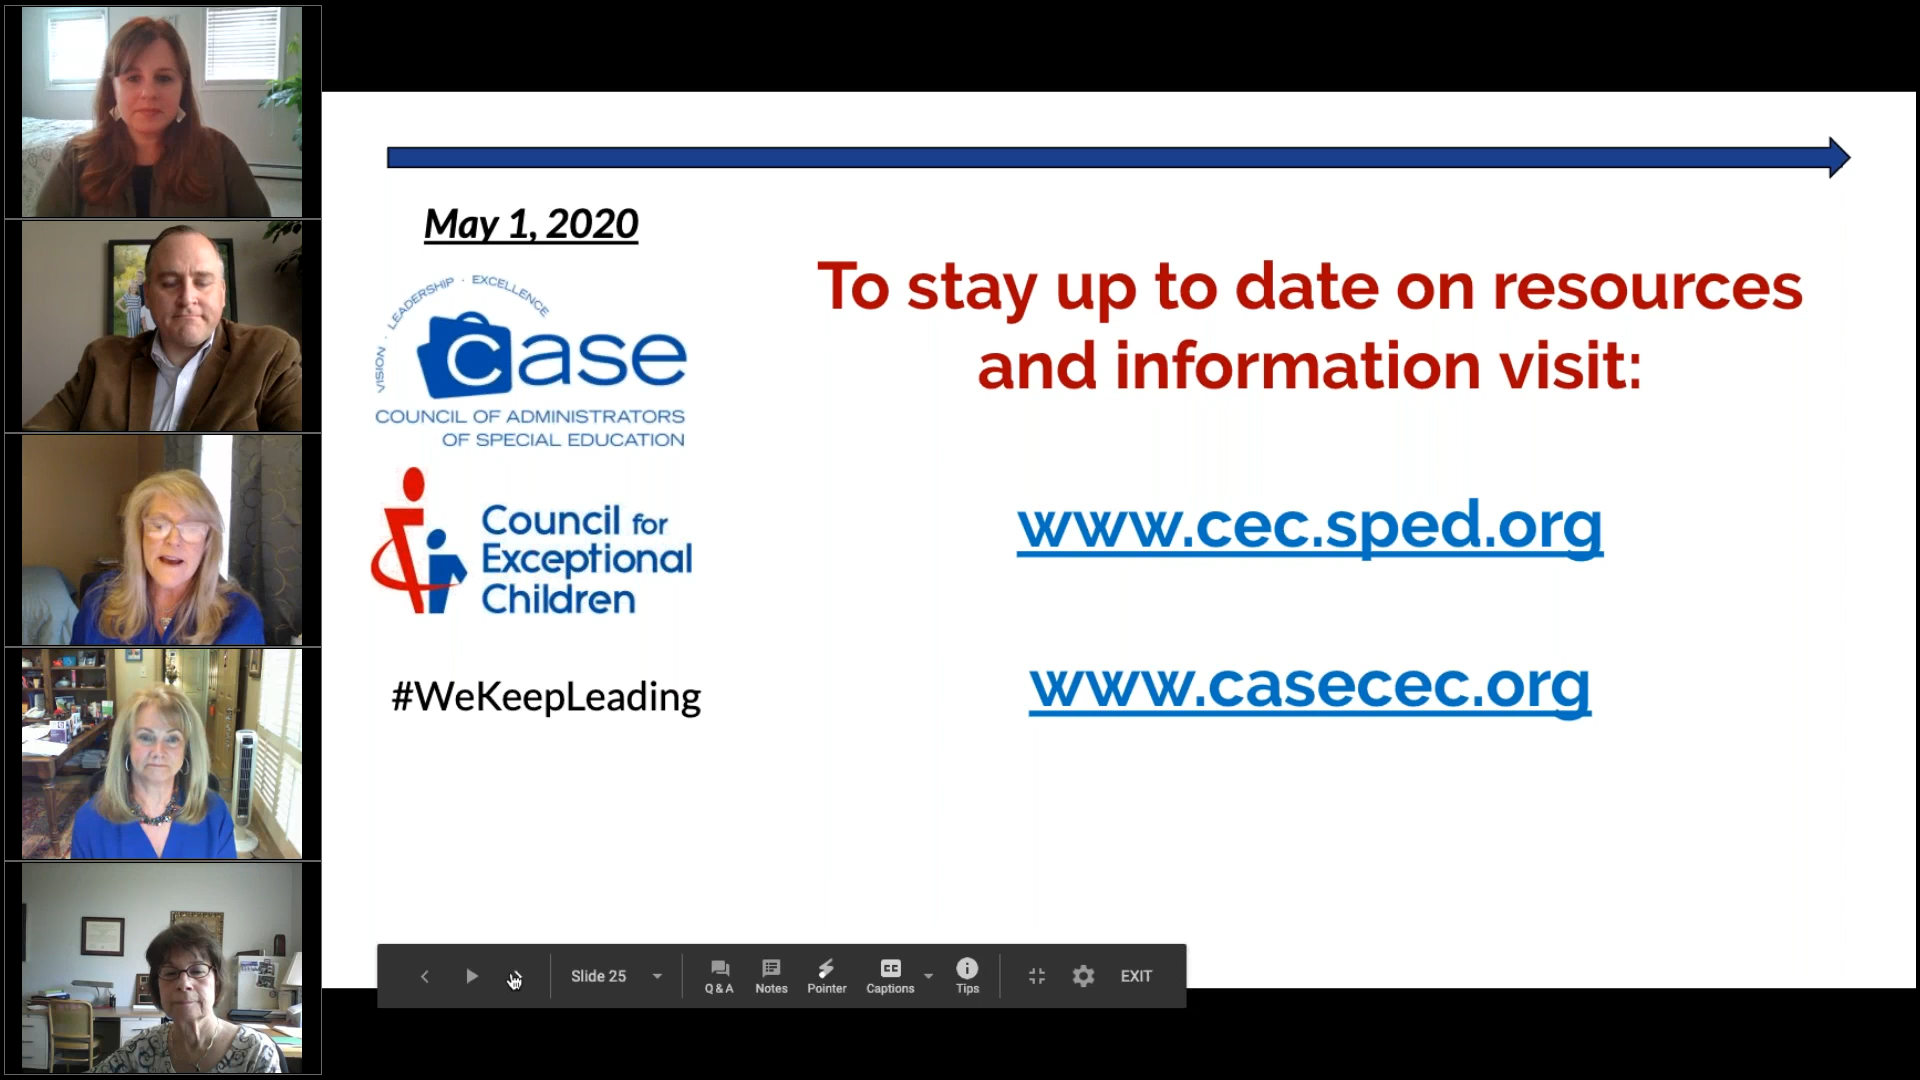 May 1, 2020
VISION · LEADERSHIP · EXCELLENCE
case
COUNCIL OF ADMINISTRATORS
OF SPECIAL EDUCATION
Council for
Exceptional
Children
#WeKeepLeading
To stay up to date on resources
and information visit:
www.cec.sped.org
www.casecec.org
Slide 25
Q & A
Notes
Pointer
CC
Captions
Tips
EXIT